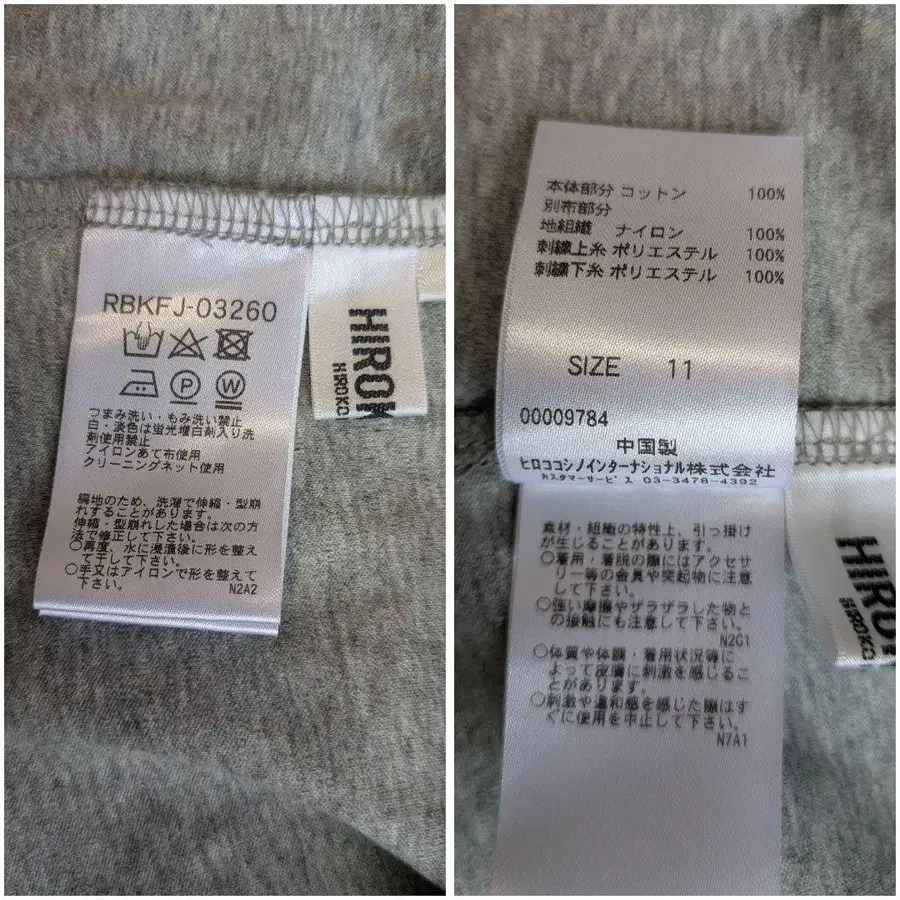 RBKFJ-03260
P
W
つまみ洗い・もみ洗い禁止
白・淡色は蛍光増白剤入り洗
剤使用禁止
アイロンあて布使用
クリーニングネット使用
編地のため、洗濯で伸縮・型崩
れすることがあります。
伸縮・型崩れした場合は次の方
法で修正して下さい。
○再度、水に浸漬後に形を整え
て干して下さい。
○手又はアイロンで形を整えて
下さい。
N2A2
HIROK
HIROKO
本体部分 コットン 100%
別布部分
地組織 ナイロン 100%
刺繍上糸 ポリエステル 100%
刺繍下糸 ポリエステル 100%
SIZE 11
00009784
中国製
ヒロココシノインターナショナル株式会社
カスタマーサービス 03-3478-4392
素材・組織の特性上、引っ掛け
が生じることがあります。
○着用・着脱の際にはアクセサ
リー等の金具や突起物に注意
して下さい。
○強い摩擦やザラザラした物と
の接触にも注意して下さい。
N2G1
○体質や体調・着用状況等に
よって皮膚に刺激を感じるこ
とがあります。
○刺激や違和感を感じた際はす
ぐに使用を中止して下さい。
N7A1
HIRO
HIROKO